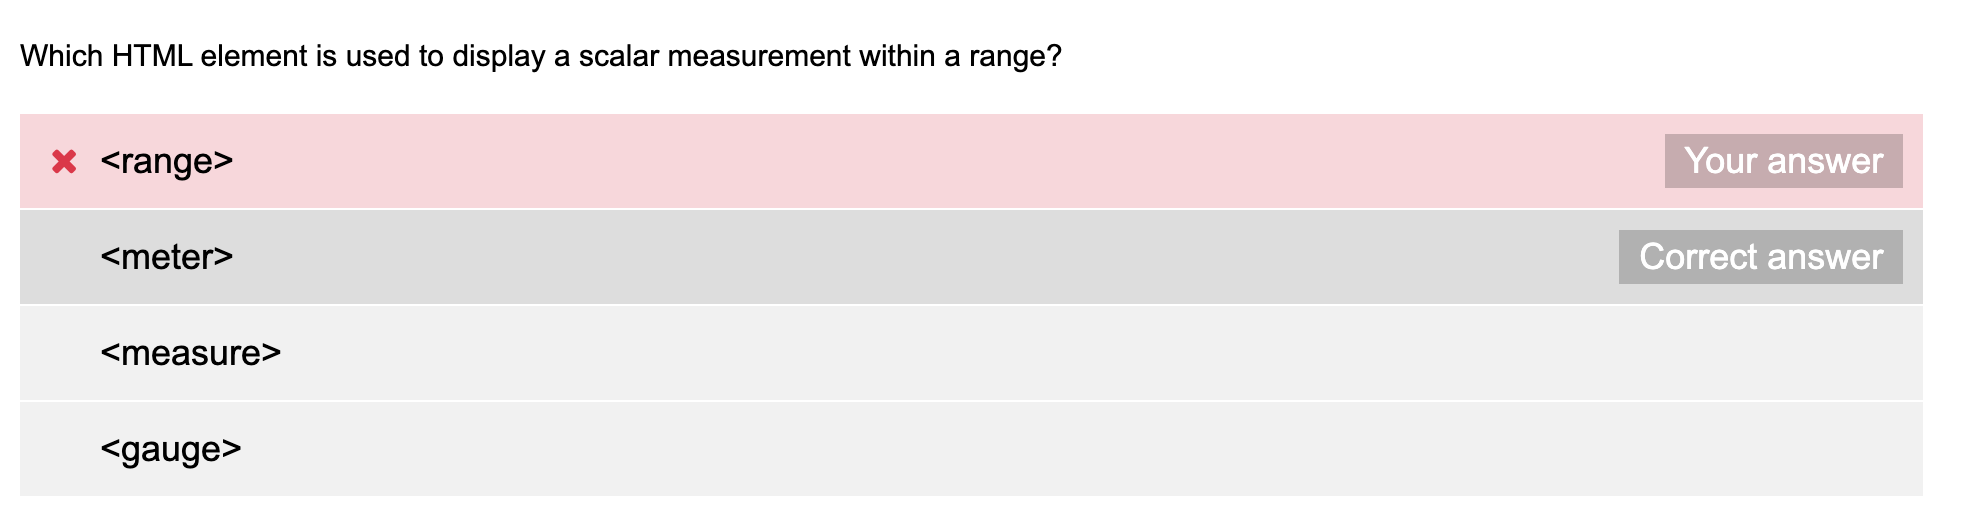 Which HTML element is used to display a scalar measurement within a range?
<range> Your answer
<meter> Correct answer
<measure>
<gauge>